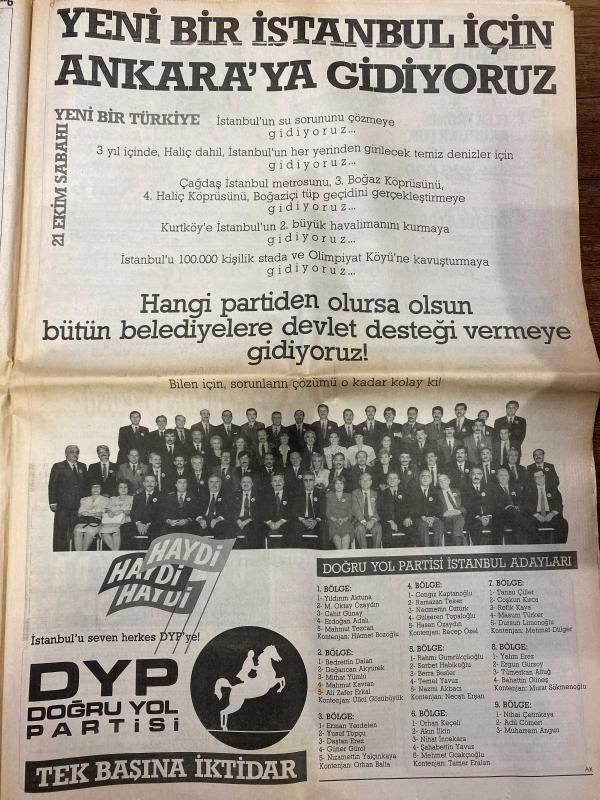 YENİ BİR İSTANBUL İÇİN
ANKARA'YA GİDİYORUZ
21 EKİM SABAHI
YENİ BİR TÜRKİYE
İstanbul'un su sorununu çözmeye
gidiyoruz...
3 yıl içinde, Haliç dahil, İstanbul'un her yerinden girilecek temiz denizler için
gidiyoruz...
Çağdaş İstanbul metrosunu, 3. Boğaz Köprüsünü,
4. Haliç Köprüsünü, Boğaziçi tüp geçidini gerçekleştirmeye
gidiyoruz...
Kurtköy'e İstanbul'un 2. büyük havalimanını kurmaya
gidiyoruz...
İstanbul'u 100.000 kişilik stada ve Olimpiyat Köyü'ne kavuşturmaya
gidiyoruz...
Hangi partiden olursa olsun
bütün belediyelere devlet desteği vermeye
gidiyoruz!
Bilen için, sorunların çözümü o kadar kolay ki!
HAYDİ
HAYDİ
HAYDİ
İstanbul'u seven herkes DYP'ye!
DYP
DOĞRU YOL
PARTİSİ
TEK BAŞINA İKTİDAR
DOĞRU YOL PARTİSİ İSTANBUL ADAYLARI
1. BÖLGE:
1- Yıldırım Aktuna
2- M. Oktay Özaydın
3- Cahit Günay
4- Erdoğan Adalı
5- Mahmut Tezcan
Kontenjan: Hikmet Bozoğlu
2. BÖLGE:
1- Bedrettin Dalan
2- Doğancan Akyürek
3- Mithat Yümlü
4- Mahmut Kavran
5- Ali Zafer Erkal
Kontenjan: Ülkü Gözübüyük
3. BÖLGE:
1- Erman Yerdelen
2- Yusuf Topçu
3- Daştan Erez
4- Güner Gürol
5- Nizamettin Yalçınkaya
Kontenjan: Orhan Balta
4. BÖLGE:
1- Cengiz Kaptanoğlu
2- Ramazan Teker
3- Necmettin Öztürk
4- Gülseren Topaloğlu
5- Hasan Özaydın
Kontenjan: Recep Özel
5. BÖLGE:
1- Rahmi Gümrükçüoğlu
2- Serbet Habikoğlu
3- Berra Besler
4- Temel Yavuz
5- Nazmi Akbacı
Kontenjan: Necati Erşan
6. BÖLGE:
1- Orhan Keçeli
2- Akın İlkin
3- Nihat İncekara
4- Şahabettin Yavuz
5- Mehmet Ocakçıoğlu
Kontenjan: Tamer Eralan
7. BÖLGE:
1- Tansu Çiller
2- Coşkun Kırca
3- Refik Kaya
4- Masum Türker
5- Dursun Limonoğlu
Kontenjan: Mehmet Dülger
8. BÖLGE:
1- Yalım Erez
2- Ergün Gürsoy
3- Tümerkan Altuğ
4- Bahattin Güneş
Kontenjan: Murat Sökmenoğlu
9. BÖLGE:
1- Nihai Çetinkaya
2- Adil Cömert
3- Muharrem Angun
AX